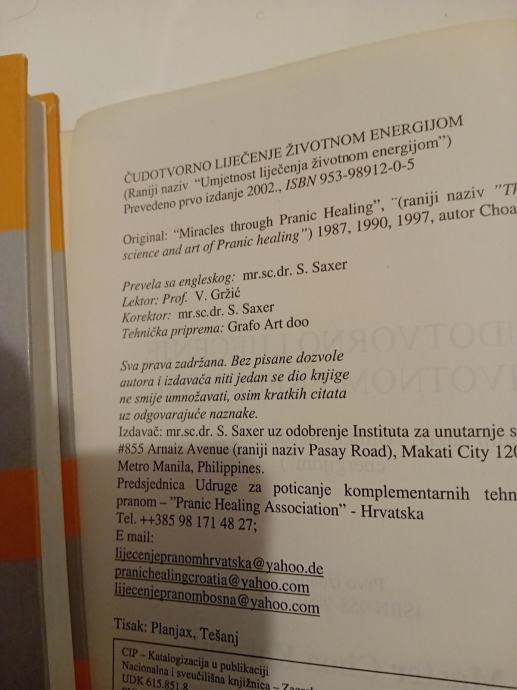 ČUDOTVORNO LIJEČENJE ŽIVOTNOM ENERGIJOM
(Raniji naziv "Umjetnost liječenja životnom energijom")
Prevedeno prvo izdanje 2002., ISBN 953-98912-0-5
Original: "Miracles through Pranic Healing", "(raniji naziv "Th
science and art of Pranic healing") 1987, 1990, 1997, autor Choa
Prevela sa engleskog: mr.sc.dr. S. Saxer
Lektor: Prof. V. Gržić
Korektor: mr.sc.dr. S. Saxer
Tehnička priprema: Grafo Art doo
Sva prava zadržana. Bez pisane dozvole
autora i izdavača niti jedan se dio knjige
ne smije umnožavati, osim kratkih citata
uz odgovarajuće naznake.
Izdavač: mr.sc.dr. S. Saxer uz odobrenje Instituta za unutarnje s
#855 Arnaiz Avenue (raniji naziv Pasay Road), Makati City 120
Metro Manila, Philippines.
Predsjednica Udruge za poticanje komplementarnih tehn
pranom – "Pranic Healing Association" - Hrvatska
Tel. ++385 98 171 48 27;
E mail:
lijecenjepranomhrvatska@yahoo.de
pranichealingcroatia@yahoo.com
lijecenjepranombosna@yahoo.com
Tisak: Planjax, Tešanj
CIP – Katalogizacija u publikaciji
Nacionalna i sveučilišna knjižnica – Zagre
UDK 615.851.8